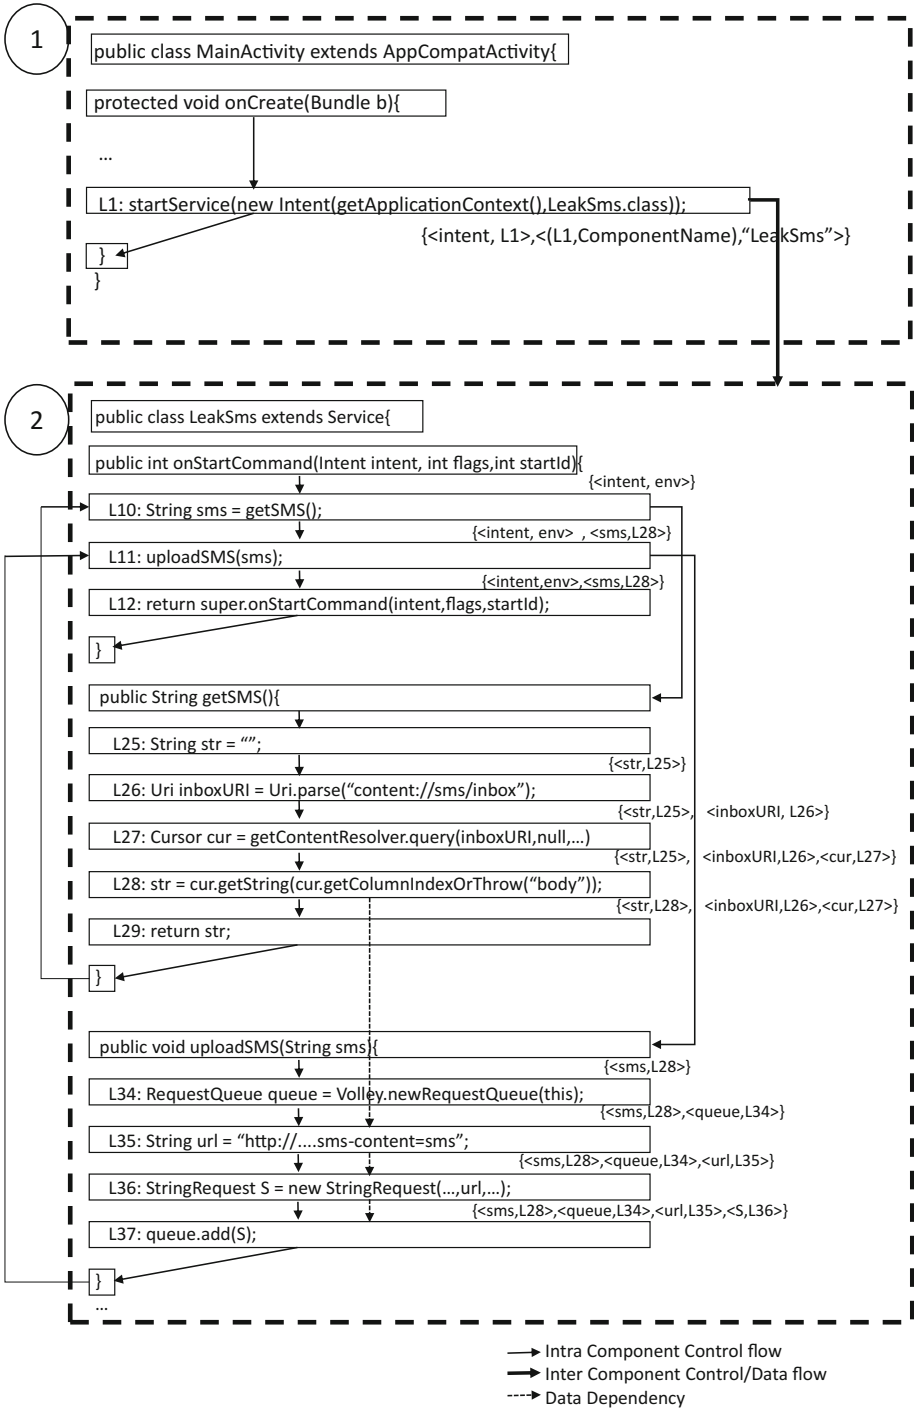 1
public class MainActivity extends AppCompatActivity{
protected void onCreate(Bundle b){
...
L1: startService(new Intent(getApplicationContext(),LeakSms.class));
{<intent, L1>,<(L1,ComponentName),“LeakSms”>}
}
}
2
public class LeakSms extends Service{
public int onStartCommand(Intent intent, int flags,int startId){
{<intent, env>}
L10: String sms = getSMS();
{<intent, env> , <sms,L28>}
L11: uploadSMS(sms);
{<intent,env>,<sms,L28>}
L12: return super.onStartCommand(intent,flags,startId);
}
public String getSMS(){
L25: String str = “”;
{<str,L25>}
L26: Uri inboxURI = Uri.parse(“content://sms/inbox”);
{<str,L25>, <inboxURI, L26>}
L27: Cursor cur = getContentResolver.query(inboxURI,null,...)
{<str,L25>, <inboxURI,L26>,<cur,L27>}
L28: str = cur.getString(cur.getColumnIndexOrThrow(“body”));
{<str,L28>, <inboxURI,L26>,<cur,L27>}
L29: return str;
}
public void uploadSMS(String sms){
{<sms,L28>}
L34: RequestQueue queue = Volley.newRequestQueue(this);
{<sms,L28>,<queue,L34>}
L35: String url = “http://....sms-content=sms”;
{<sms,L28>,<queue,L34>,<url,L35>}
L36: StringRequest S = new StringRequest(...,url,...);
{<sms,L28>,<queue,L34>,<url,L35>,<S,L36>}
L37: queue.add(S);
}
...
Intra Component Control flow
Inter Component Control/Data flow
Data Dependency